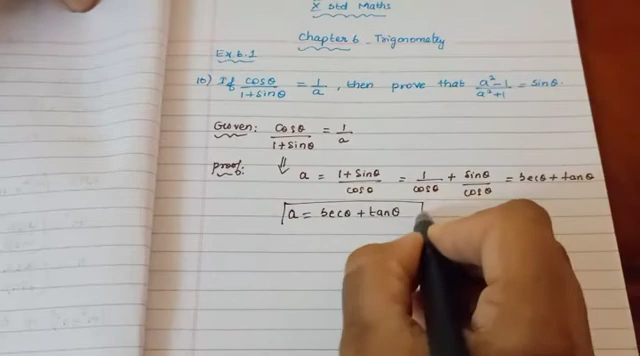 X Std Maths
Chapter 6 - Trigonometry
Ex 6.1
10) If cosθ/1+sinθ = 1/a, then prove that a²-1/a²+1 = sinθ.
Given: cosθ/1+sinθ = 1/a
Proof: ⇓ a = 1+sinθ/cosθ = 1/cosθ + sinθ/cosθ = secθ + tanθ
a = secθ + tanθ